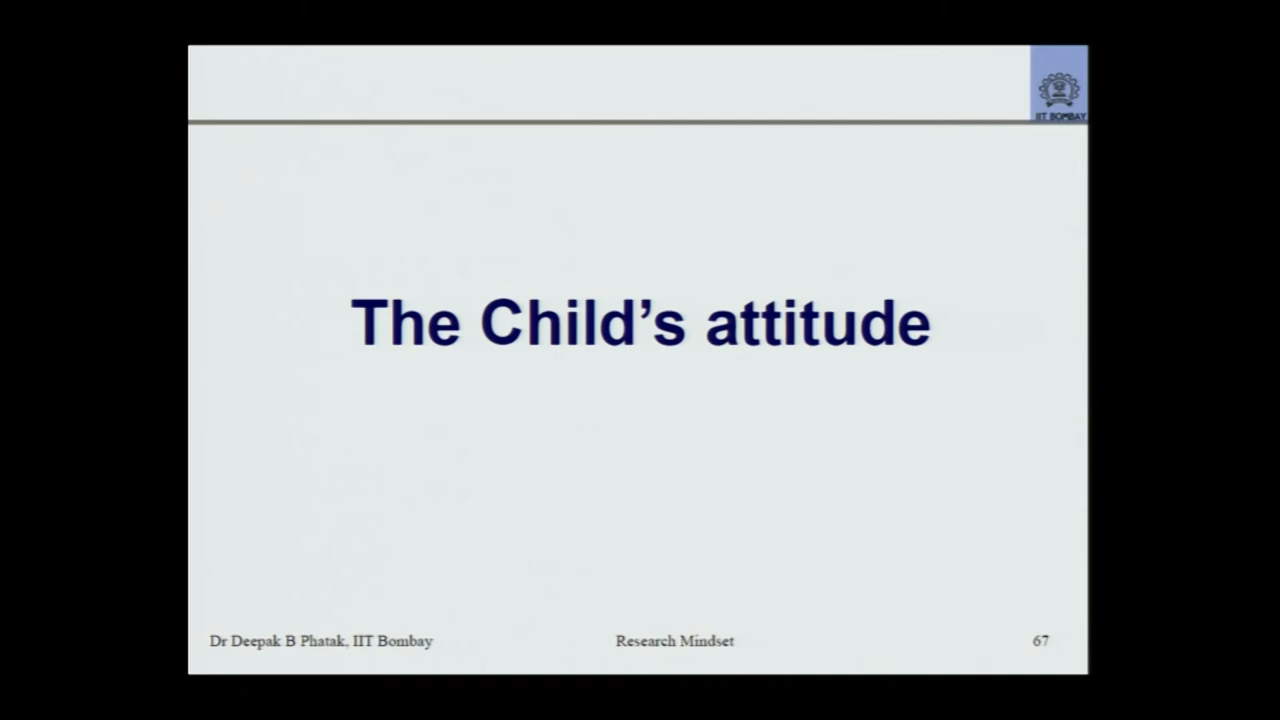 IIT BOMBAY
The Child's attitude
Dr Deepak B Phatak, IIT Bombay
Research Mindset
67